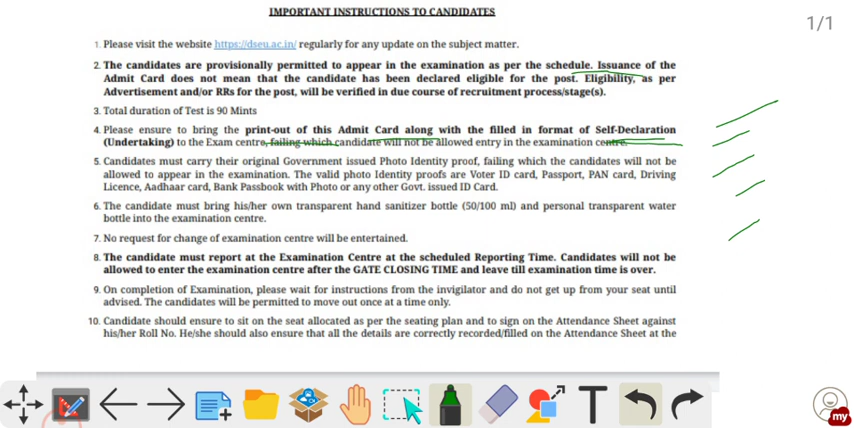 IMPORTANT INSTRUCTIONS TO CANDIDATES
1/1
1. Please visit the website https://dseu.ac.in/ regularly for any update on the subject matter.
2. The candidates are provisionally permitted to appear in the examination as per the schedule. Issuance of the
Admit Card does not mean that the candidate has been declared eligible for the post. Eligibility, as per
Advertisement and/or RRs for the post, will be verified in due course of recruitment process/stage(s).
3. Total duration of Test is 90 Mints
4. Please ensure to bring the print-out of this Admit Card along with the filled in format of Self-Declaration
(Undertaking) to the Exam centre, failing which candidate will not be allowed entry in the examination centre.
5. Candidates must carry their original Government issued Photo Identity proof, failing which the candidates will not be
allowed to appear in the examination. The valid photo Identity proofs are Voter ID card, Passport, PAN card, Driving
Licence, Aadhaar card, Bank Passbook with Photo or any other Govt. issued ID Card.
6. The candidate must bring his/her own transparent hand sanitizer bottle (50/100 ml) and personal transparent water
bottle into the examination centre.
7. No request for change of examination centre will be entertained.
8. The candidate must report at the Examination Centre at the scheduled Reporting Time. Candidates will not be
allowed to enter the examination centre after the GATE CLOSING TIME and leave till examination time is over.
9. On completion of Examination, please wait for instructions from the invigilator and do not get up from your seat until
advised. The candidates will be permitted to move out once at a time only.
10. Candidate should ensure to sit on the seat allocated as per the seating plan and to sign on the Attendance Sheet against
his/her Roll No. He/she should also ensure that all the details are correctly recorded/filled on the Attendance Sheet at the
T
my